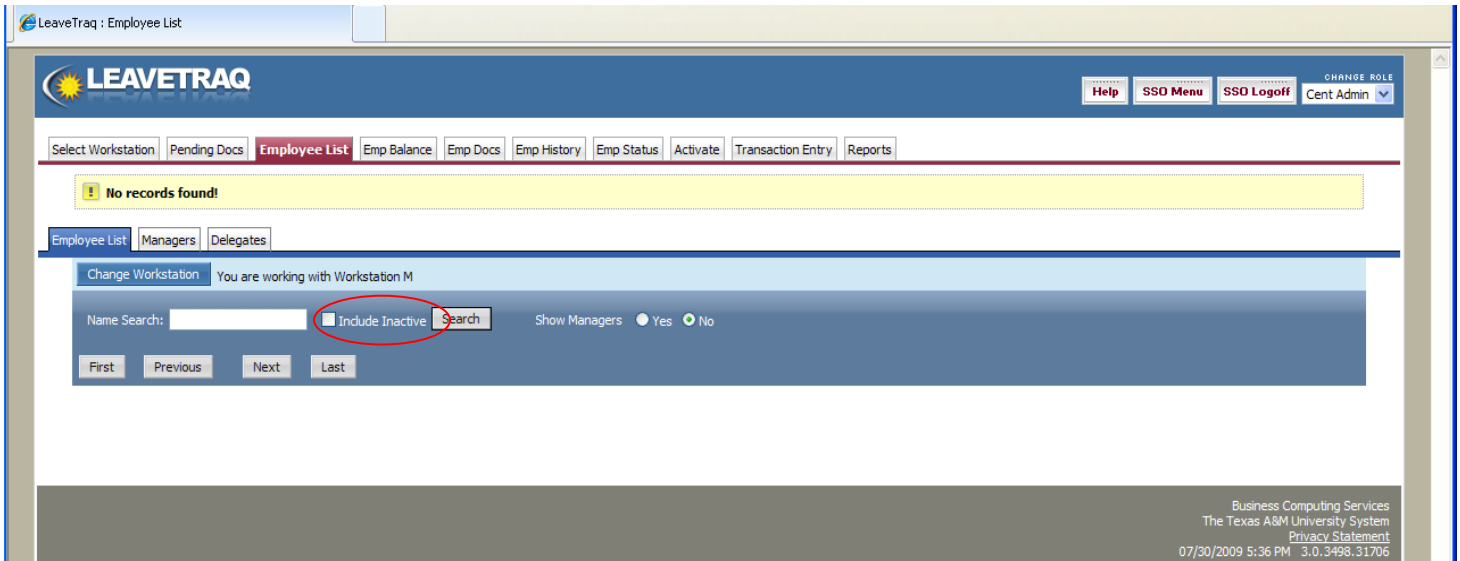 LeaveTraq : Employee List
LEAVETRAQ
CHANGE ROLE
Help SSO Menu SSO Logoff Cent Admin
Select Workstation Pending Docs Employee List Emp Balance Emp Docs Emp History Emp Status Activate Transaction Entry Reports
! No records found!
Employee List Managers Delegates
Change Workstation You are working with Workstation M
Name Search: Include Inactive Search Show Managers Yes No
First Previous Next Last
Business Computing Services
The Texas A&M University System
Privacy Statement
07/30/2009 5:36 PM 3.0.3498.31706